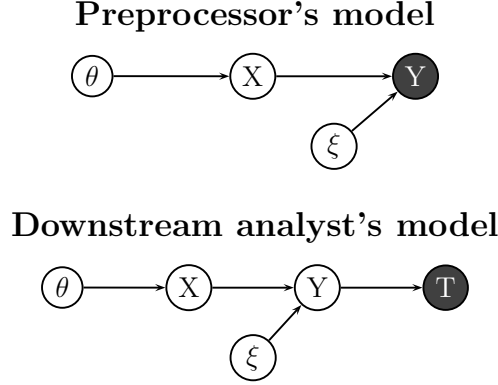 Preprocessor's model
θ X Y
ξ
Downstream analyst's model
θ X Y T
ξ